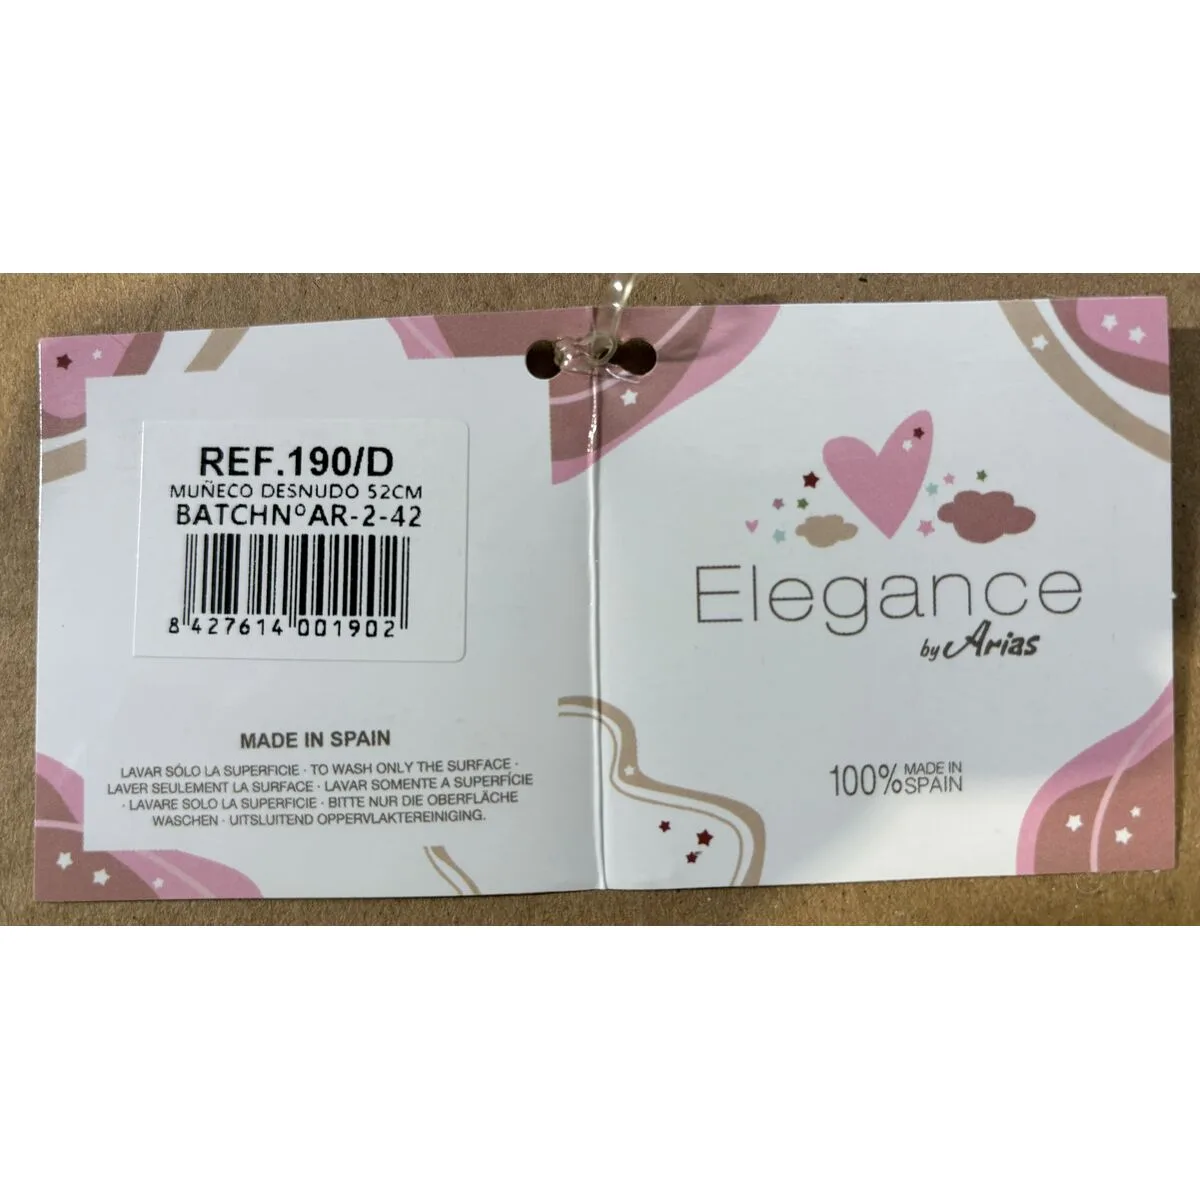 REF.190/D
MUÑECO DESNUDO 52CM
BATCHNºAR-2-42
8 427614 001902
MADE IN SPAIN
LAVAR SÓLO LA SUPERFICIE · TO WASH ONLY THE SURFACE ·
LAVER SEULEMENT LA SURFACE · LAVAR SOMENTE A SUPERFÍCIE
· LAVARE SOLO LA SUPERFICIE · BITTE NUR DIE OBERFLÄCHE
WASCHEN · UITSLUITEND OPPERVLAKTEREINIGING.
Elegance
by Arias
100% MADE IN
SPAIN